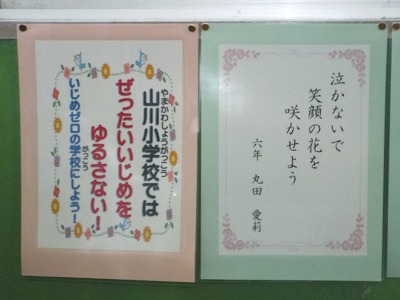 山川小学校では
やまかわしょうがっこう
ぜったいいじめを
ゆるさない！
いじめゼロの学校にしよう！
がっこう
泣かないで
笑顔の花を
咲かせよう
六年 丸田 愛莉